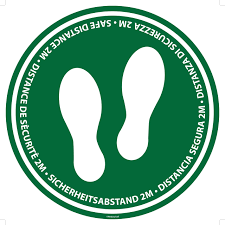 • SAFE DISTANCE 2M • DISTANZA DI SICUREZZA 2M • DISTANCIA SEGURA 2M • SICHERHEITSABSTAND 2M • DISTANCE DE SÉCURITÉ 2M